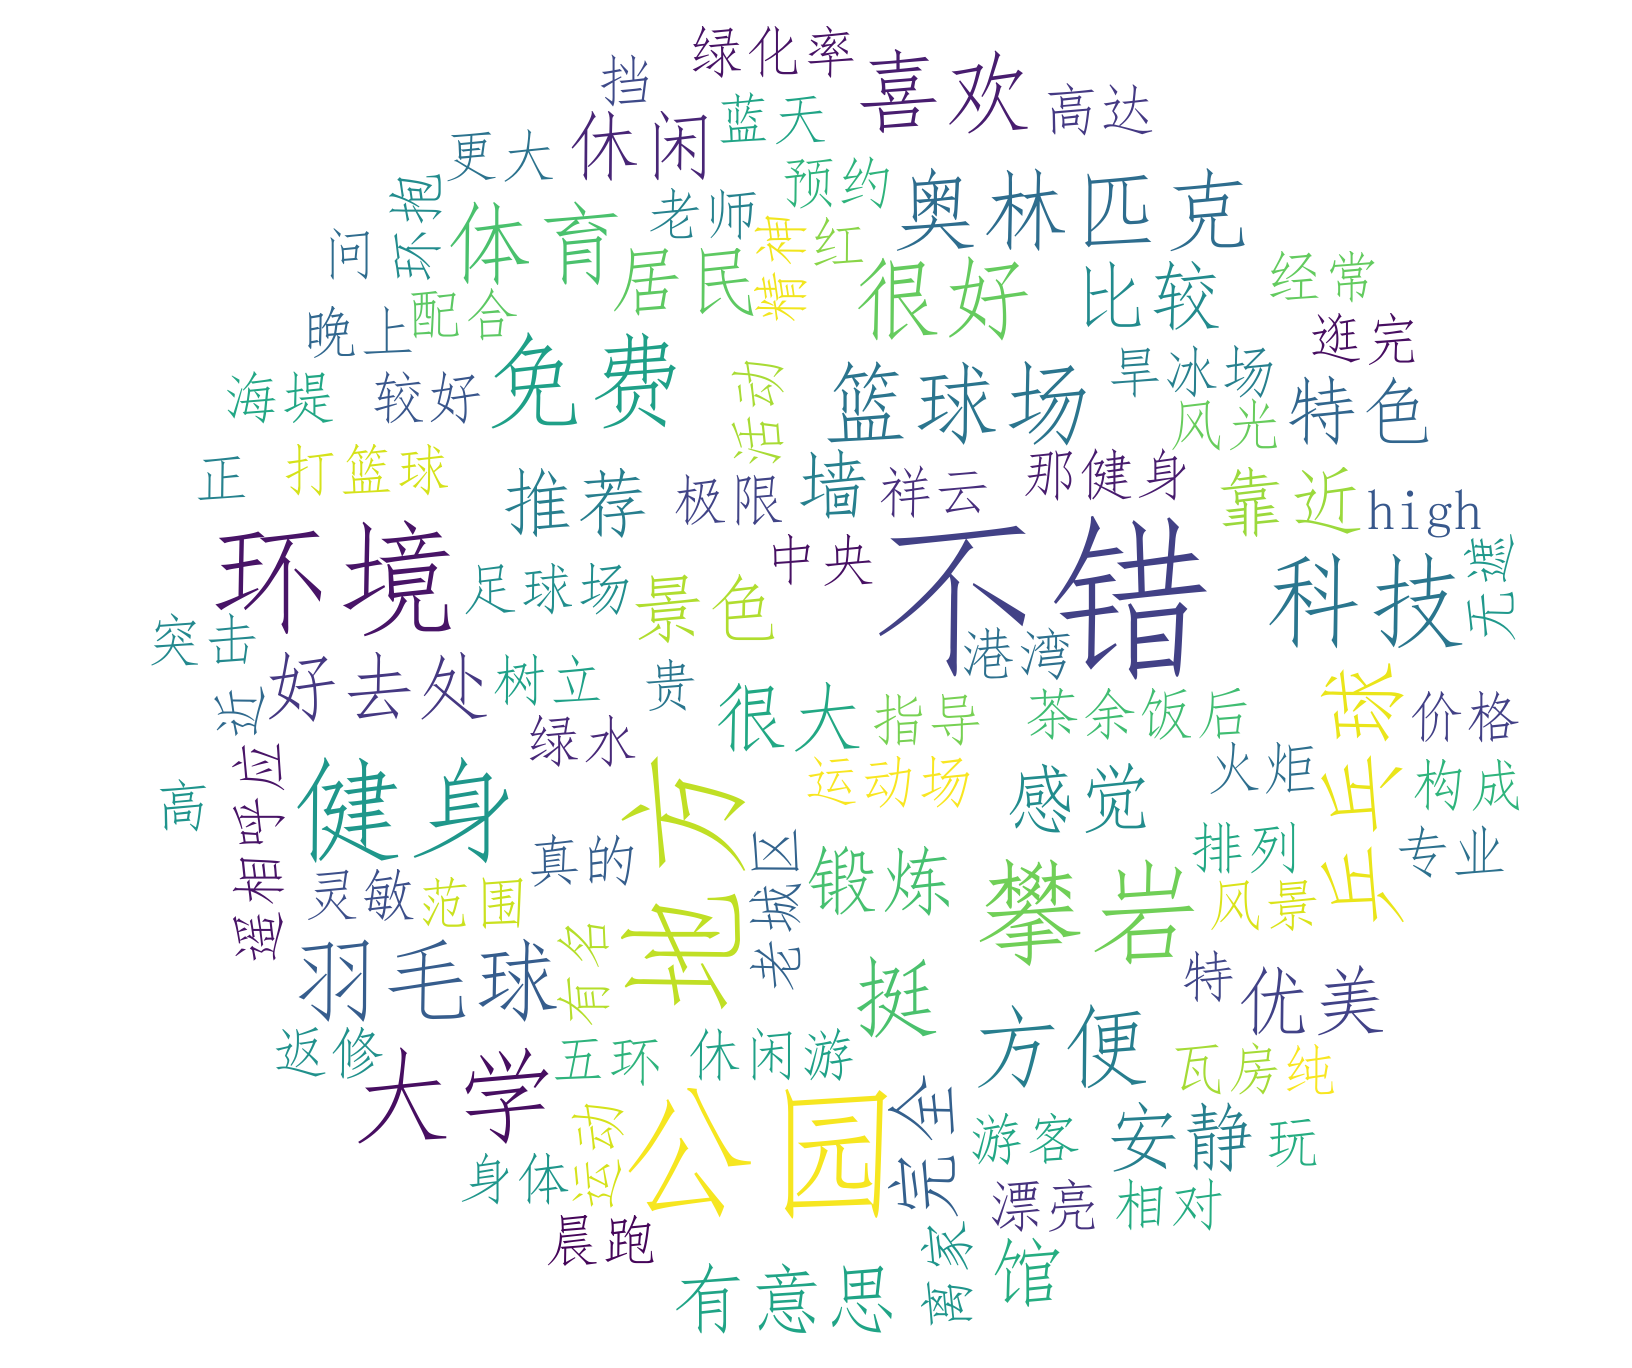 绿化率
喜欢
挡
高达
蓝天
休闲
更大
预约
奥林匹克
环抱
老师
体育
精神
红
问
居民
很好
比较
经常
配合
晚上
逛完
免费
旱冰场
活动
篮球场
海堤
较好
特色
风光
打篮球
正
推荐
极限
墙
祥云
那健身
靠近
high
不错
环境
中央
无遮
足球场
景色
科技
突击
港湾
好去处
树立
贵
近
很大
指导
茶余饭后
乒乓球
价格
绿水
遥相呼应
火炬
高
健身
地方
运动场
感觉
构成
排列
专业
真的
老城区
锻炼
攀岩
灵敏
范围
风景
有名
羽毛球
挺
特
优美
方便
返修
五环
休闲游
大学
瓦房
纯
公园
完全
运动
游客
安静
玩
身体
漂亮
相对
晨跑
离家
馆
有意思